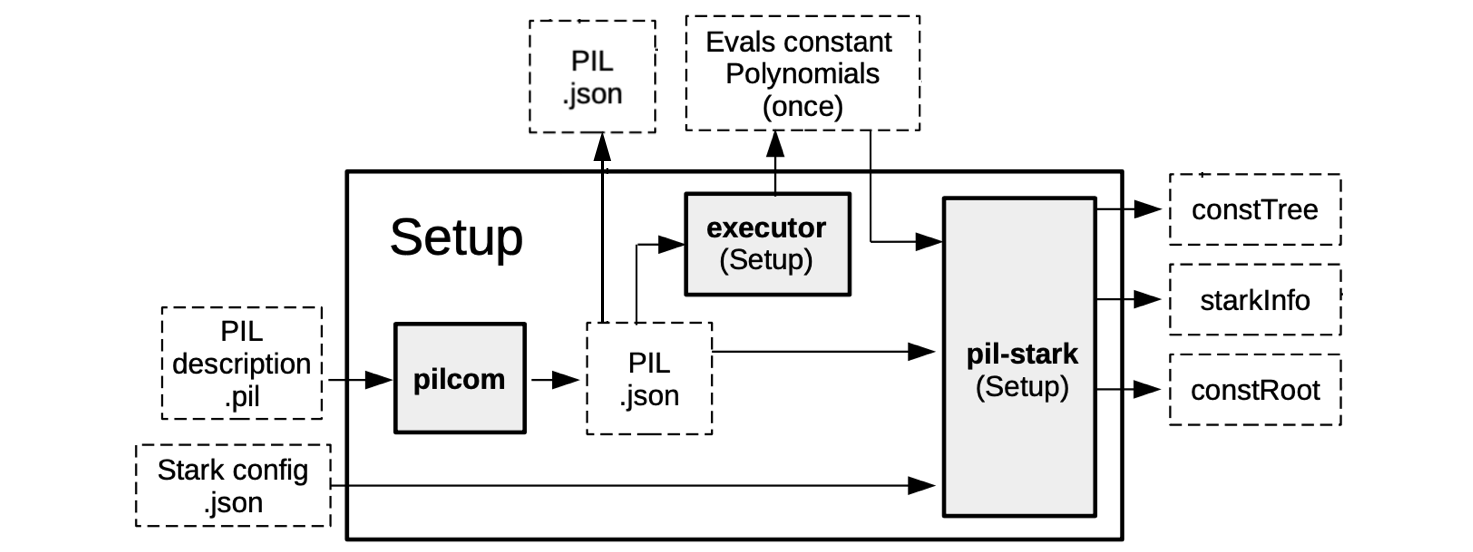 PIL
.json
Evals constant
Polynomials
(once)
Setup
executor
(Setup)
PIL
description
.pil
pilcom
PIL
.json
pil-stark
(Setup)
constTree
starkInfo
constRoot
Stark config
.json